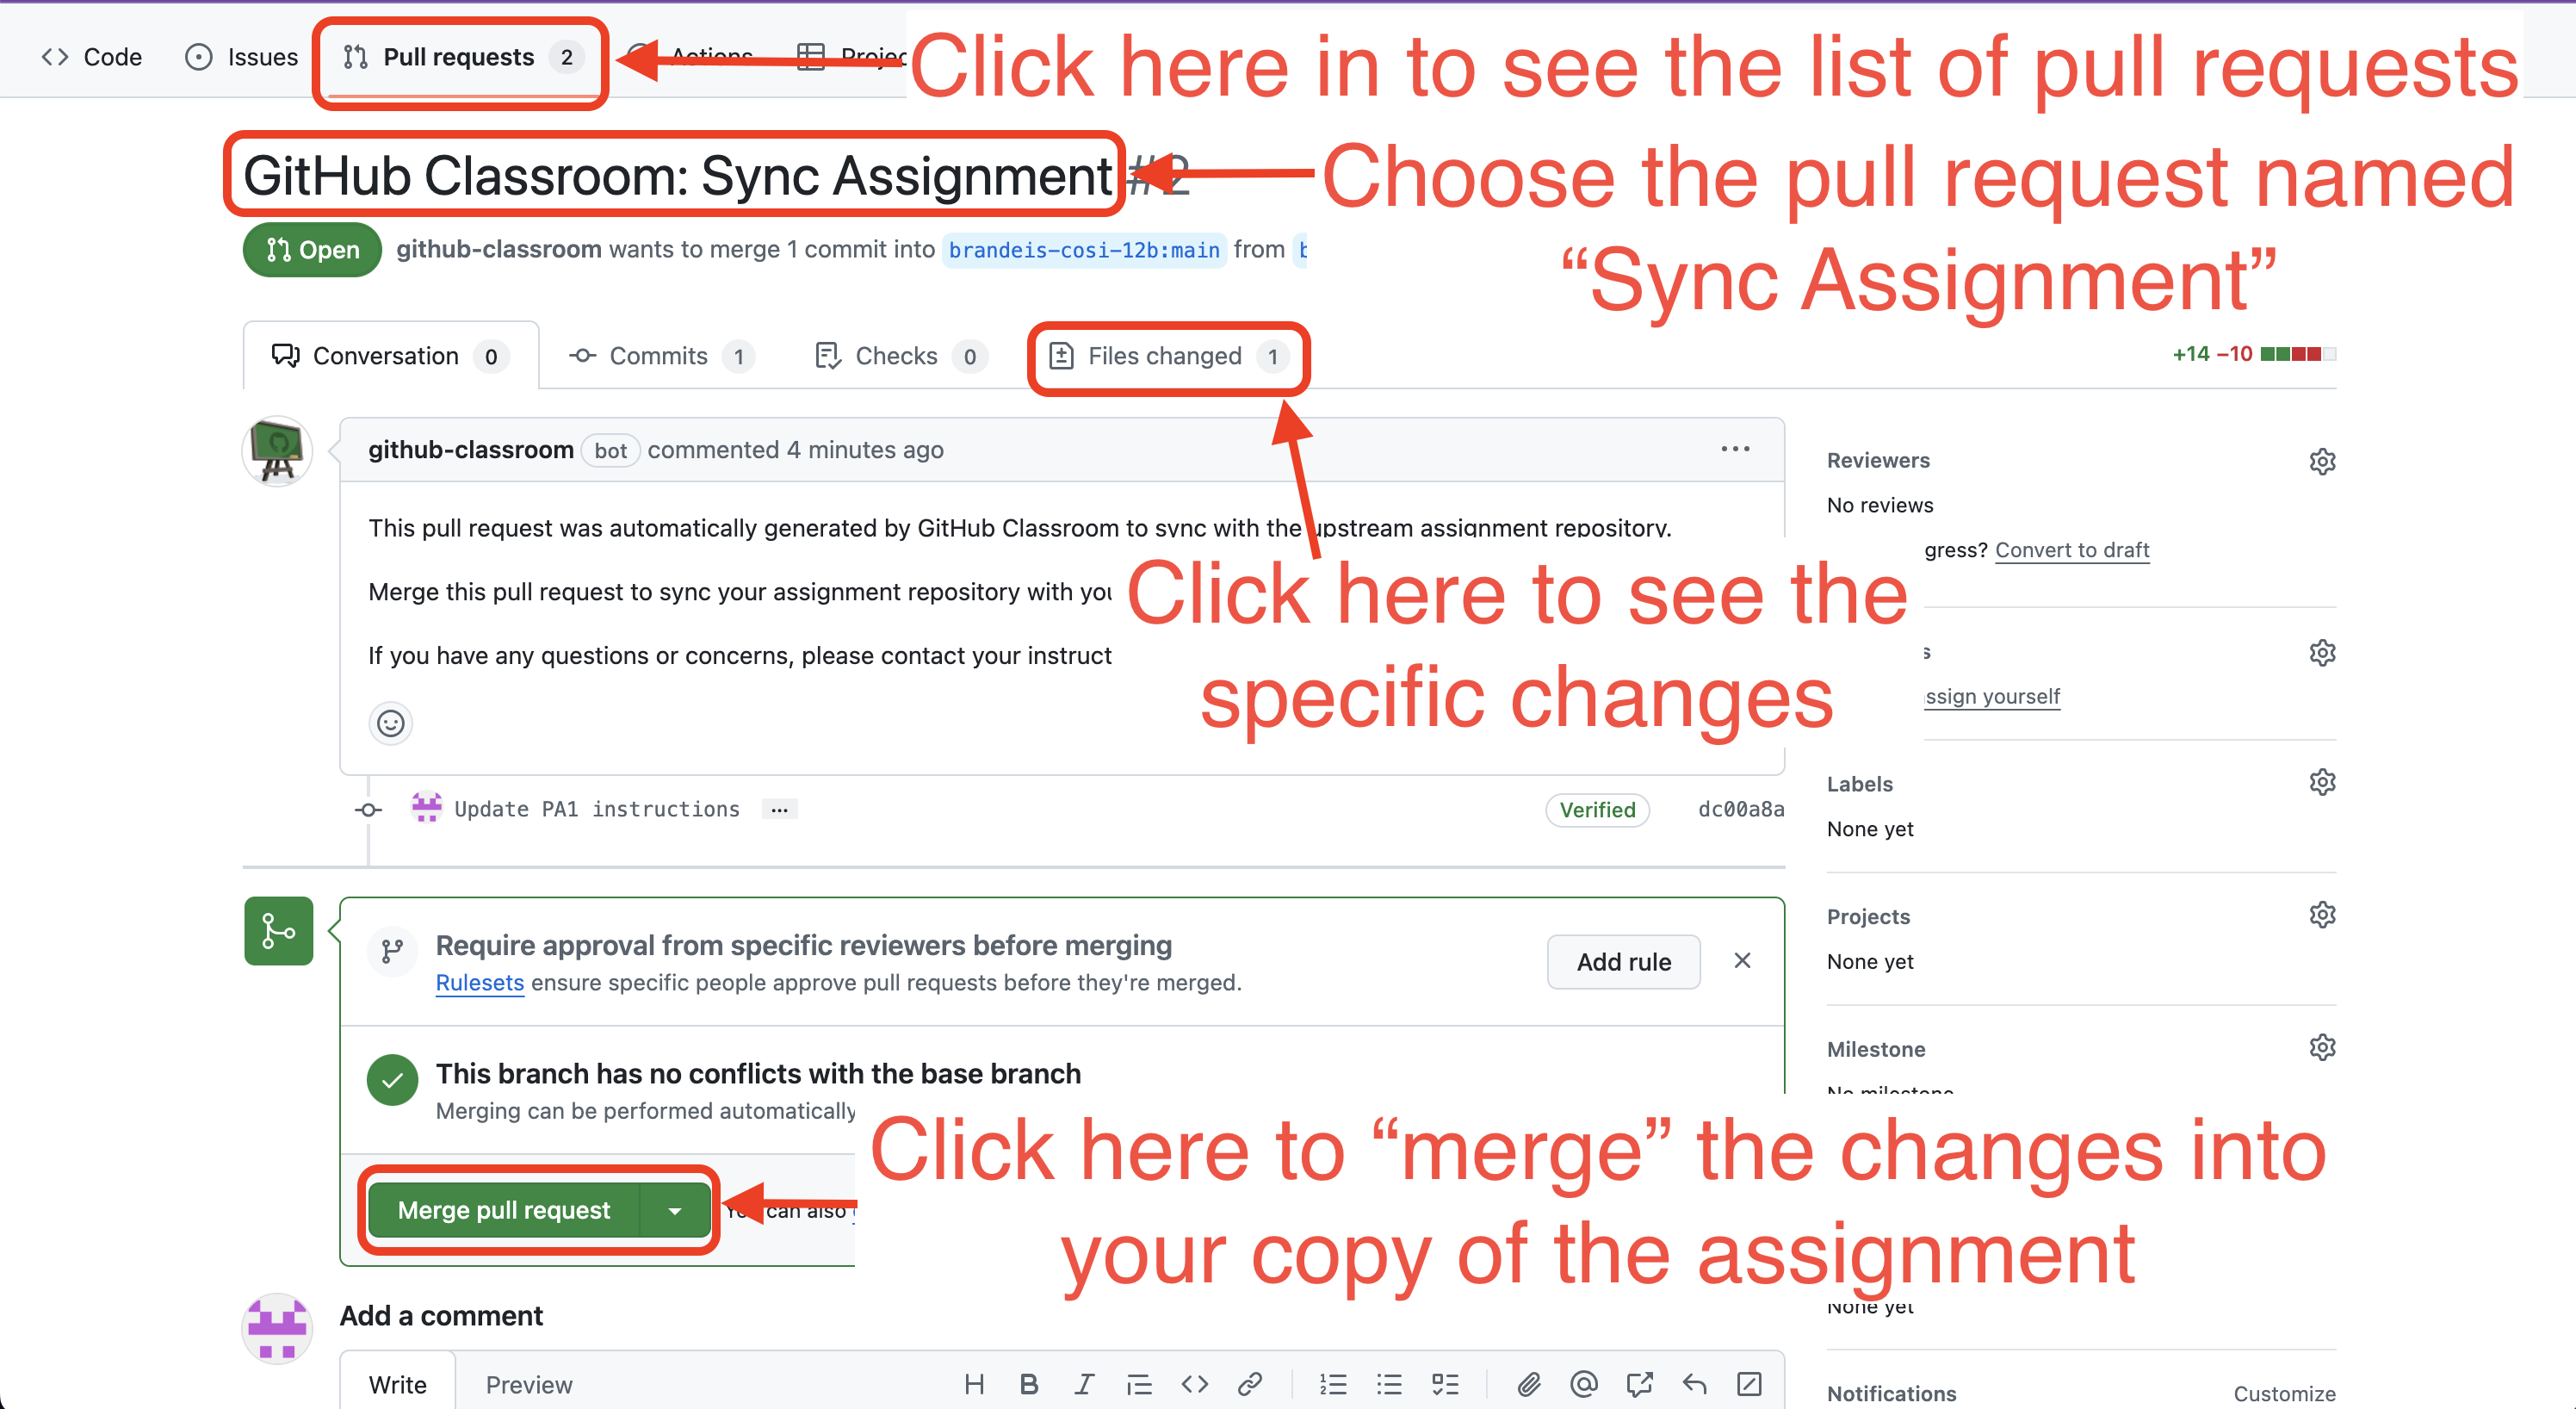 Code Issues Pull requests 2 Actions Projec
Click here in to see the list of pull requests
GitHub Classroom: Sync Assignment #2
Choose the pull request named
“Sync Assignment”
Open github-classroom wants to merge 1 commit into brandeis-cosi-12b:main from b
Conversation 0 Commits 1 Checks 0 Files changed 1 +14 −10
github-classroom bot commented 4 minutes ago
This pull request was automatically generated by GitHub Classroom to sync with the upstream assignment repository.
Merge this pull request to sync your assignment repository with you
If you have any questions or concerns, please contact your instruct
Click here to see the
specific changes
Update PA1 instructions ... Verified dc00a8a
Require approval from specific reviewers before merging
Rulesets ensure specific people approve pull requests before they're merged.
Add rule
This branch has no conflicts with the base branch
Merging can be performed automatically
Merge pull request You can also
Click here to “merge” the changes into
your copy of the assignment
Add a comment
Write Preview
Reviewers
No reviews
gress? Convert to draft
s
ssign yourself
Labels
None yet
Projects
None yet
Milestone
No milestone
None yet
Notifications Customize